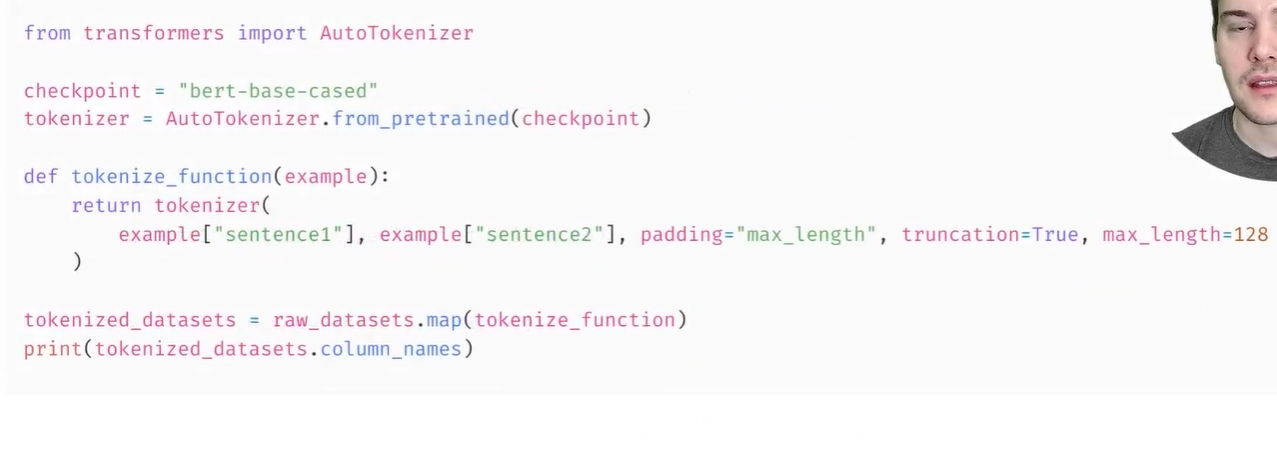 from transformers import AutoTokenizer
checkpoint = "bert-base-cased"
tokenizer = AutoTokenizer.from_pretrained(checkpoint)
def tokenize_function(example):
    return tokenizer(
        example["sentence1"], example["sentence2"], padding="max_length", truncation=True, max_length=128
    )
tokenized_datasets = raw_datasets.map(tokenize_function)
print(tokenized_datasets.column_names)